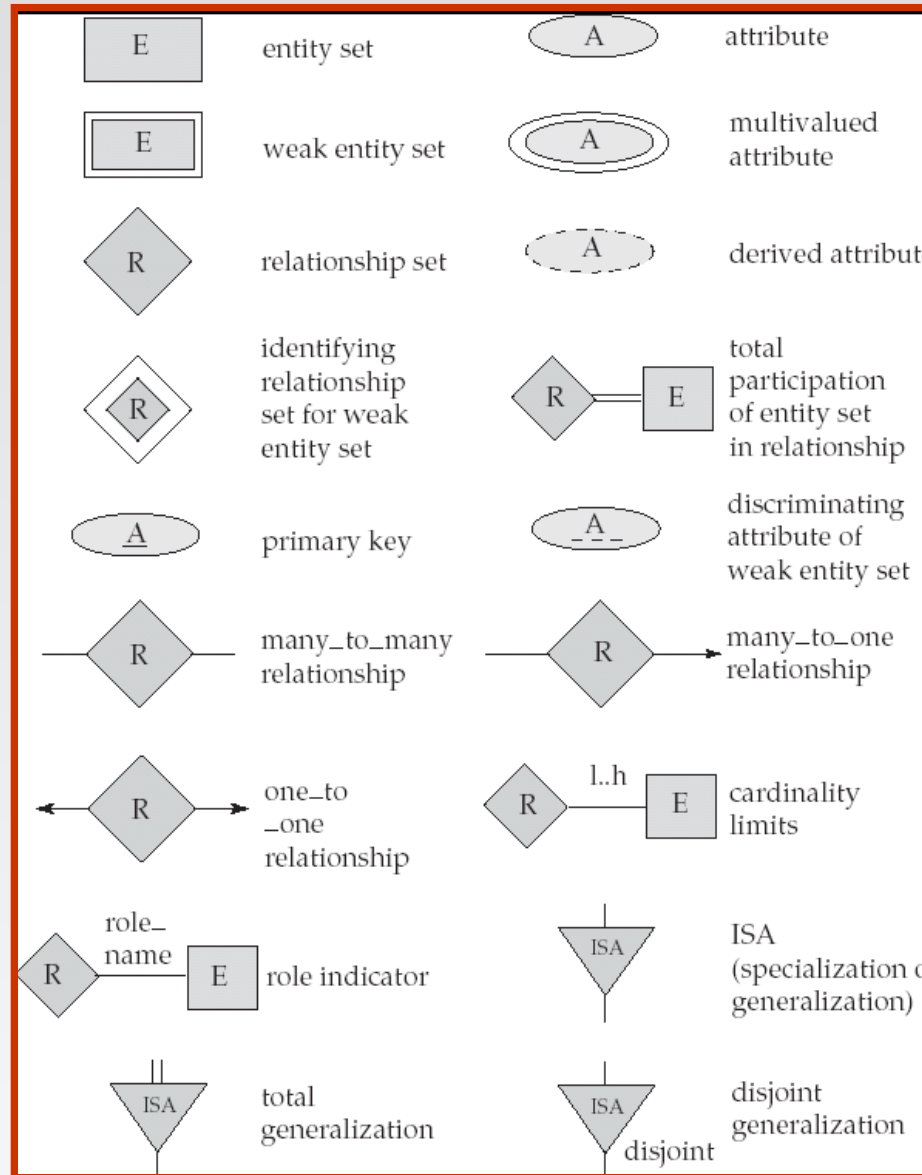 E
entity set
A
attribute
E
weak entity set
A
multivalued
attribute
R
relationship set
A
derived attribut
R
identifying
relationship
set for weak
entity set
R
E
total
participation
of entity set
in relationship
A
primary key
A
discriminating
attribute of
weak entity set
R
many_to_many
relationship
R
many_to_one
relationship
R
one_to
_one
relationship
R
l..h
E
cardinality
limits
R
role_
name
E
role indicator
ISA
ISA
(specialization o
generalization)
ISA
total
generalization
ISA
disjoint
disjoint
generalization